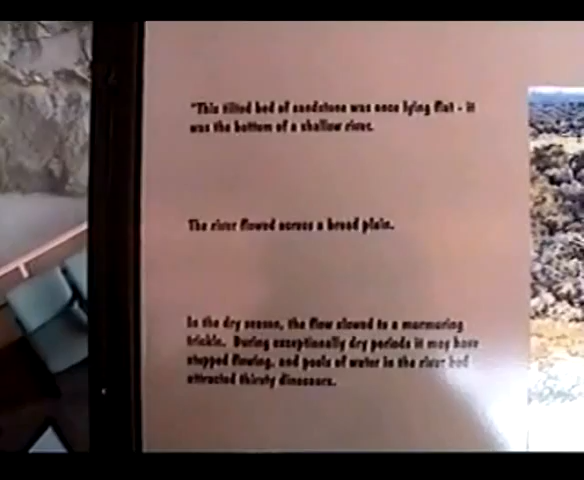 "This tilted bed of sandstone was once lying flat - it
was the bottom of a shallow river.
The river flowed across a broad plain.
In the dry season, the flow slowed to a murmuring
trickle. During exceptionally dry periods it may have
stopped flowing, and pools of water in the river bed
attracted thirsty dinosaurs.